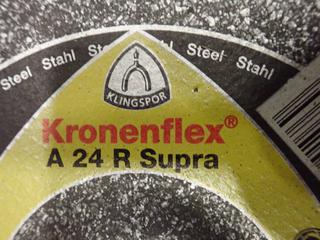 Steel Stahl Steel Stahl Steel Stahl
KLINGSPOR
Kronenflex®
A 24 R Supra